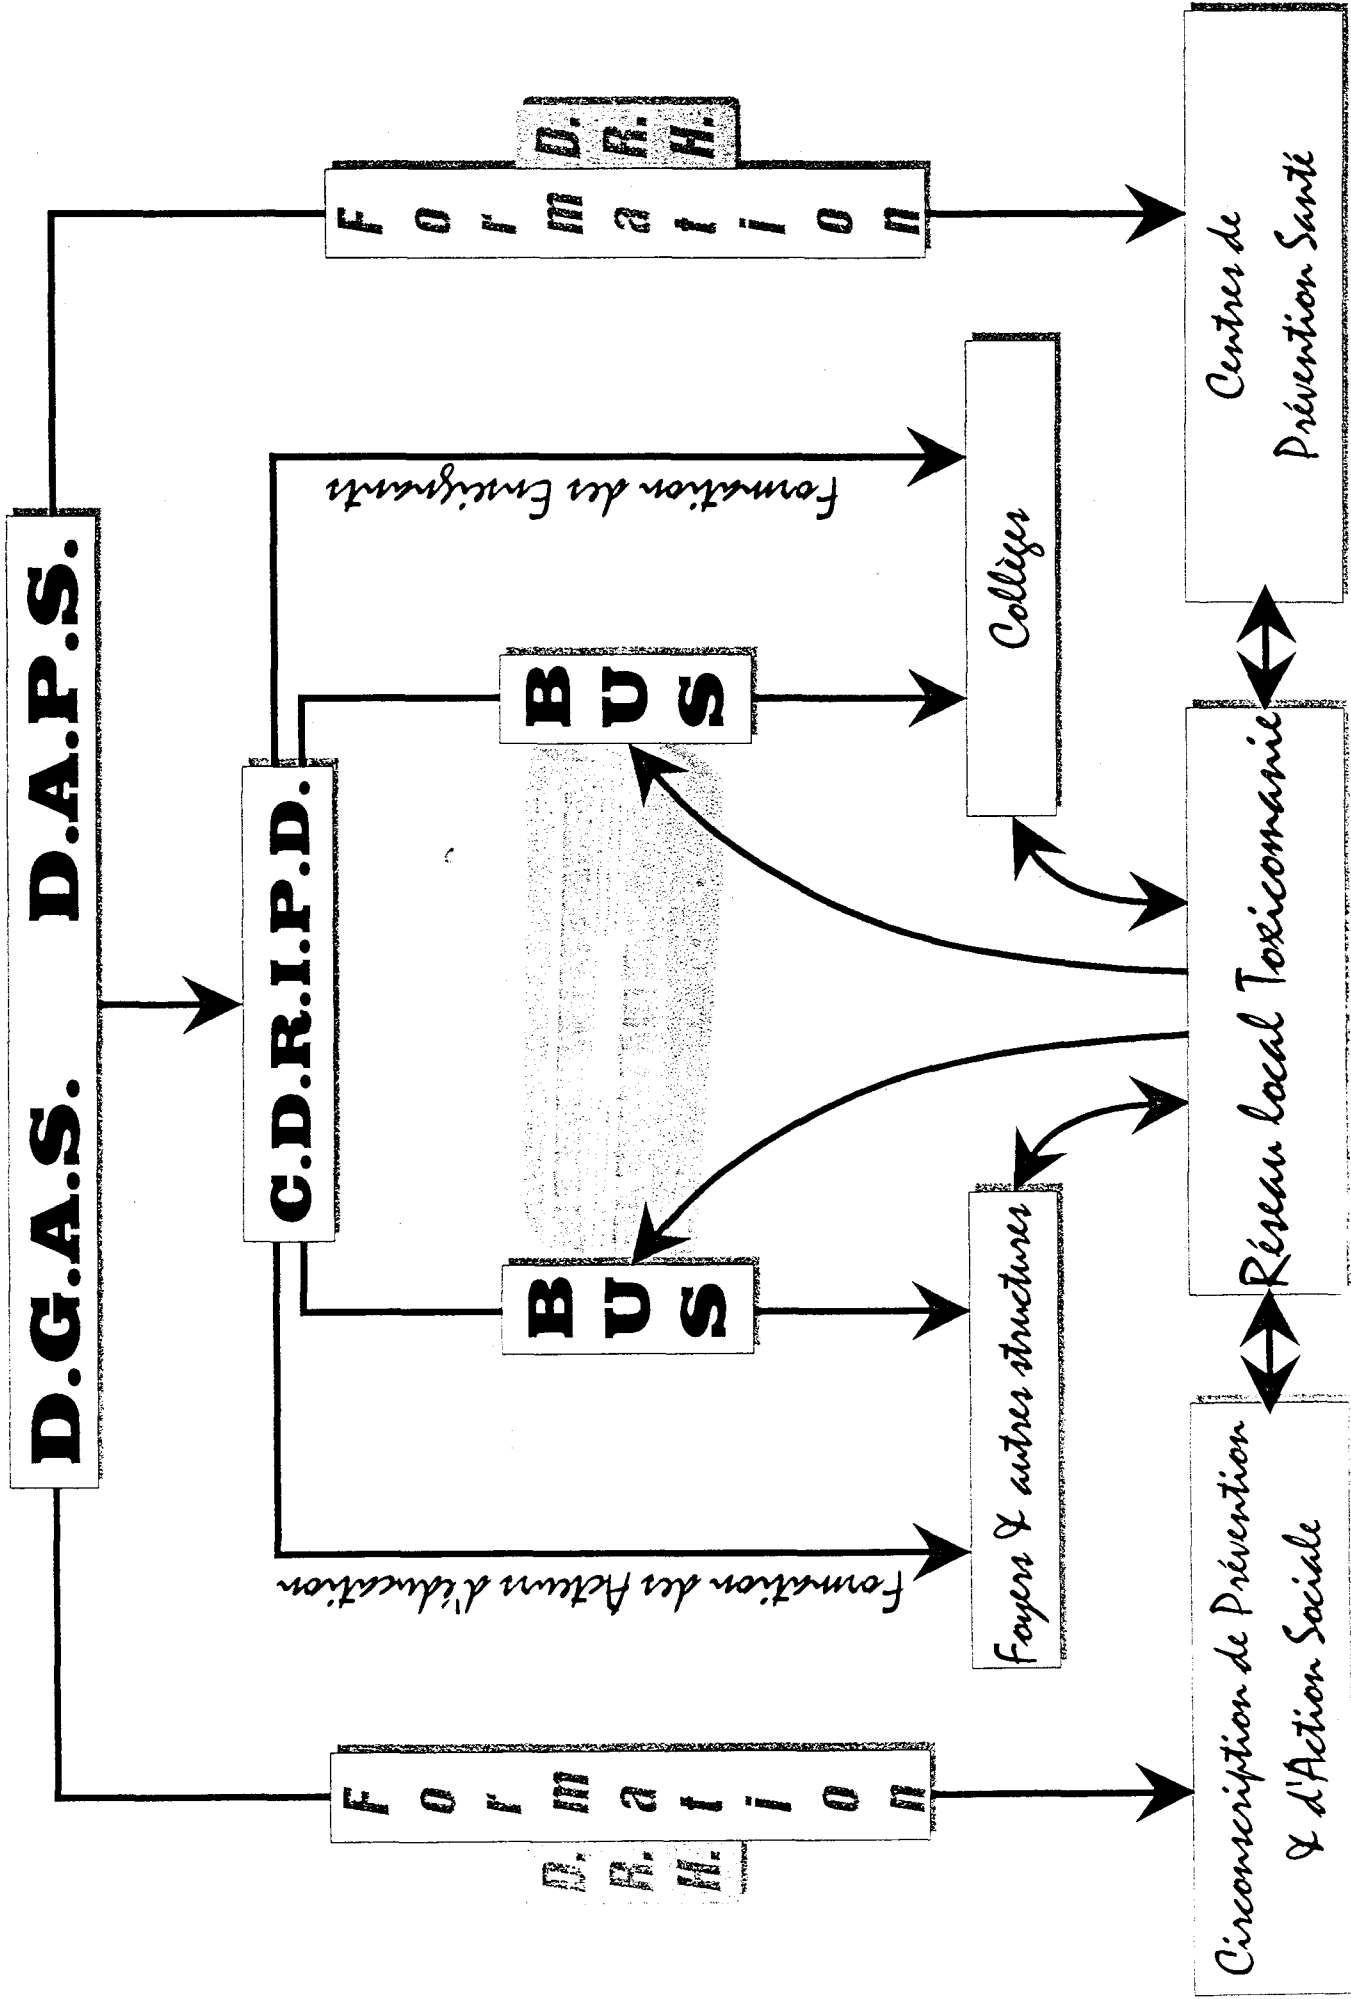 D.G.A.S. D.A.P.S.
C.D.R.I.P.D.
Formation
D.
R.
H.
Formation des Acteurs d'éducation
BUS
BUS
Formation des Enseignants
Formation
D.
R.
H.
Foyers & autres structures
Collèges
Circonscription de Prévention
& d'Action Sociale
Réseau local Toxicomanie
Centres de
Prévention Santé